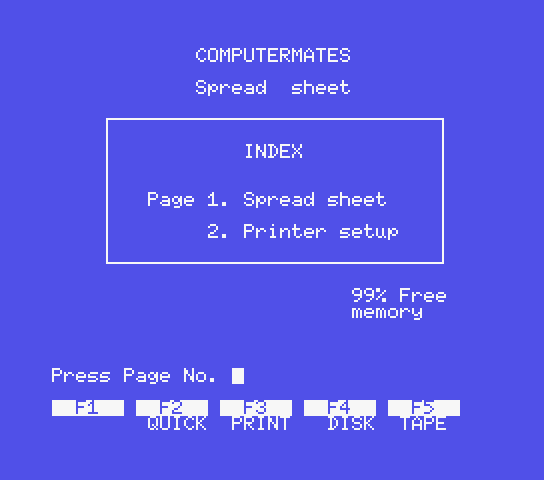 COMPUTERMATES
Spread  sheet
INDEX
Page 1. Spread sheet
2. Printer setup
99% Free
memory
Press Page No.
F1 F2 F3 F4 F5
QUICK PRINT DISK TAPE